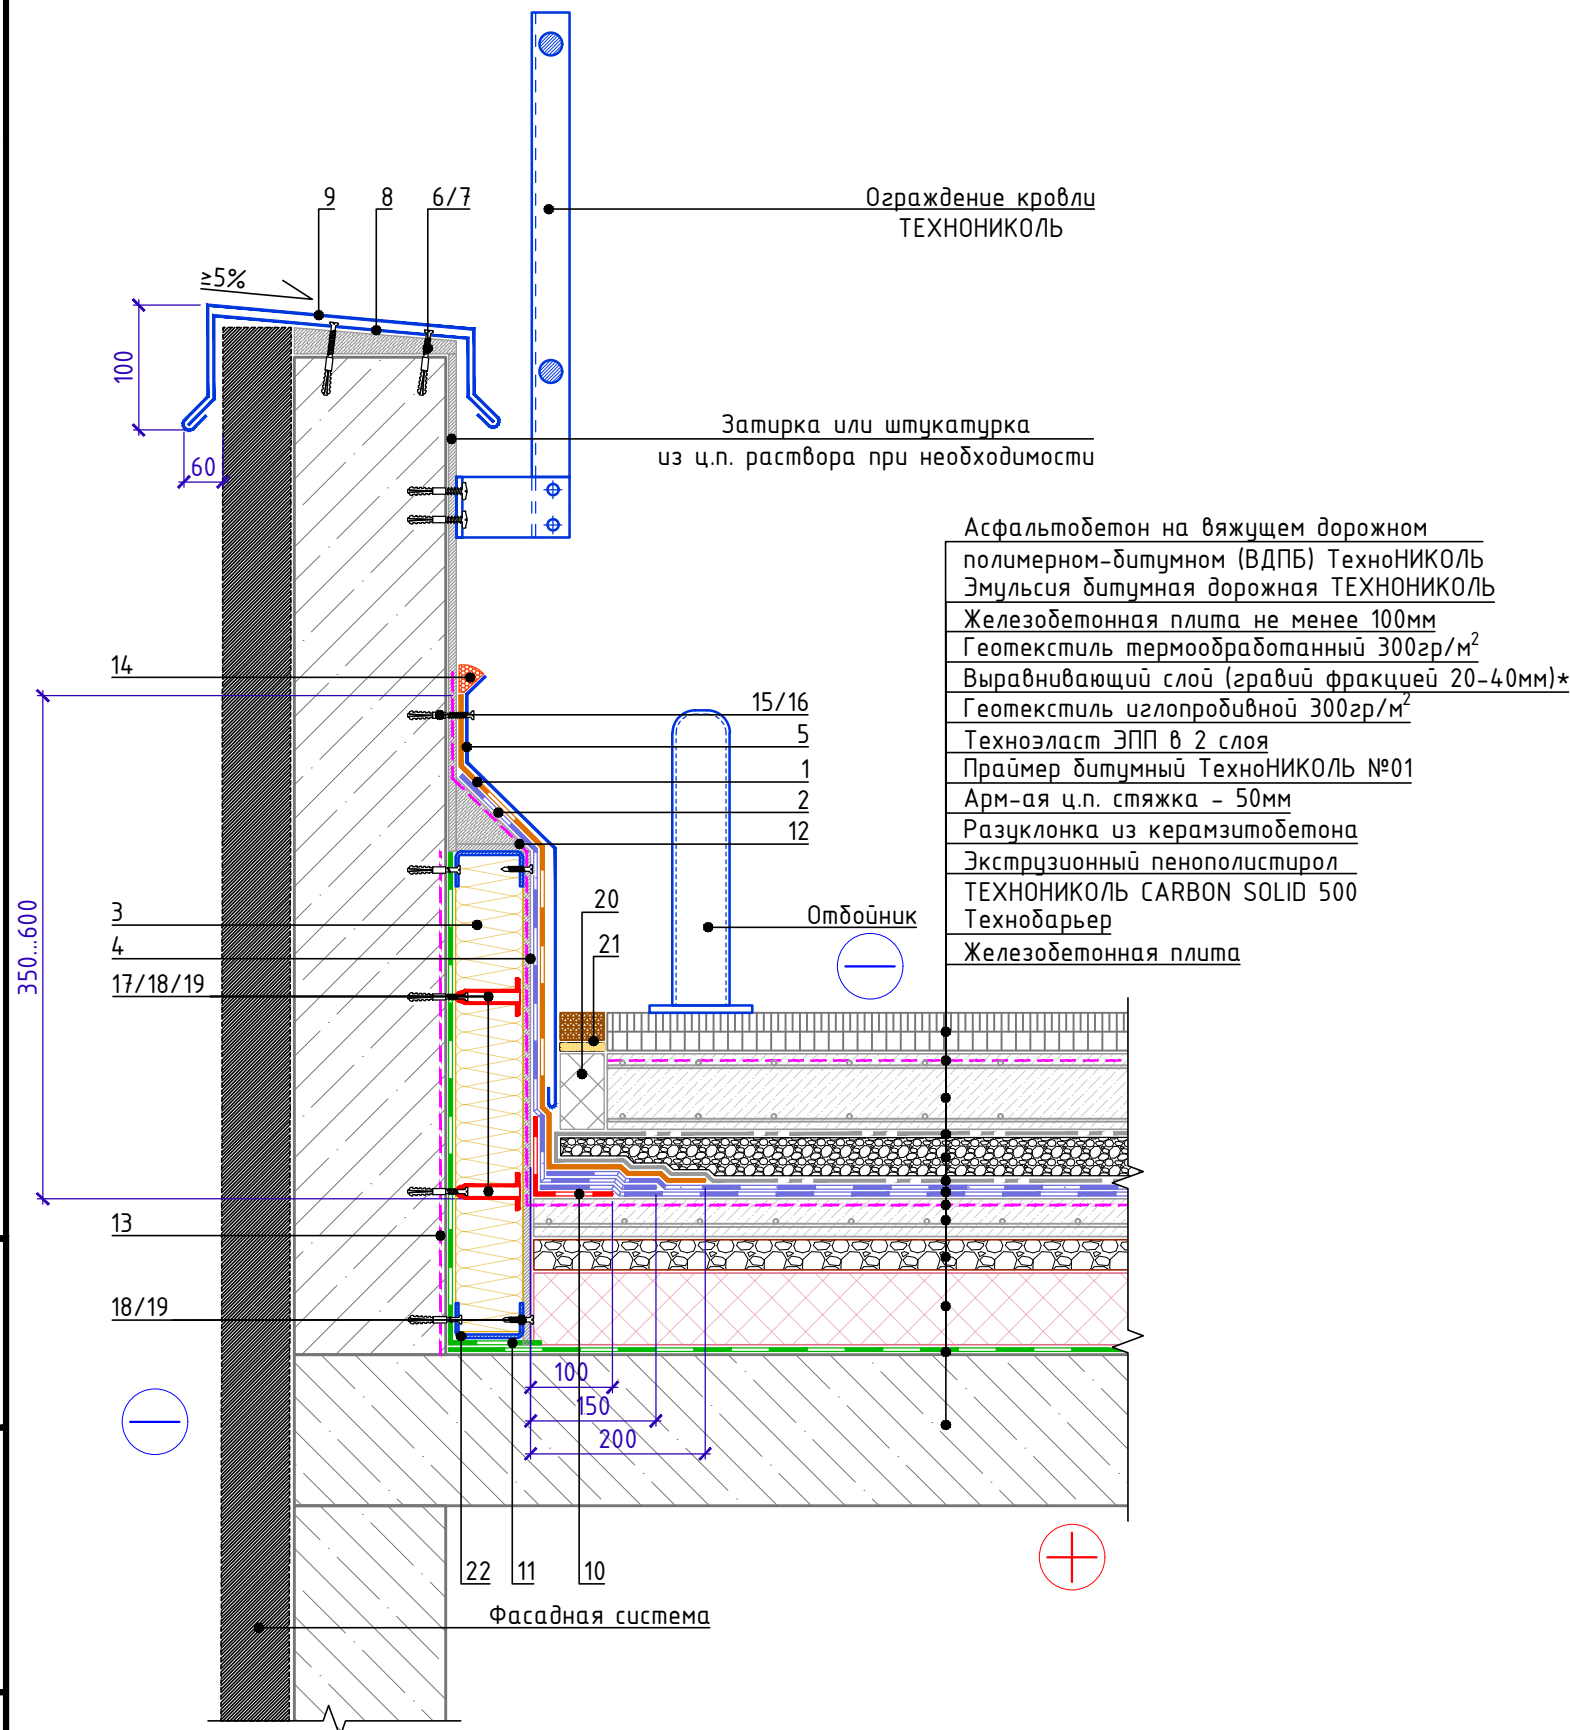 9 8 6/7
Ограждение кровли
ТЕХНОНИКОЛЬ
≥5%
100
60
Затирка или штукатурка
из ц.п. раствора при необходимости
Асфальтобетон на вяжущем дорожном
полимерном-битумном (ВДПБ) ТехноНИКОЛЬ
Эмульсия битумная дорожная ТЕХНОНИКОЛЬ
Железобетонная плита не менее 100мм
Геотекстиль термообработанный 300гр/м²
Выравнивающий слой (гравий фракцией 20-40мм)*
Геотекстиль иглопробивной 300гр/м²
Техноэласт ЭПП в 2 слоя
Праймер битумный ТехноНИКОЛЬ №01
Арм-ая ц.п. стяжка - 50мм
Разуклонка из керамзитобетона
Экструзионный пенополистирол
ТЕХНОНИКОЛЬ CARBON SOLID 500
Технобарьер
Железобетонная плита
14
15/16
5
1
2
12
350...600
3
4
17/18/19
20
21
Отбойник
13
18/19
100
150
200
22 11 10
Фасадная система